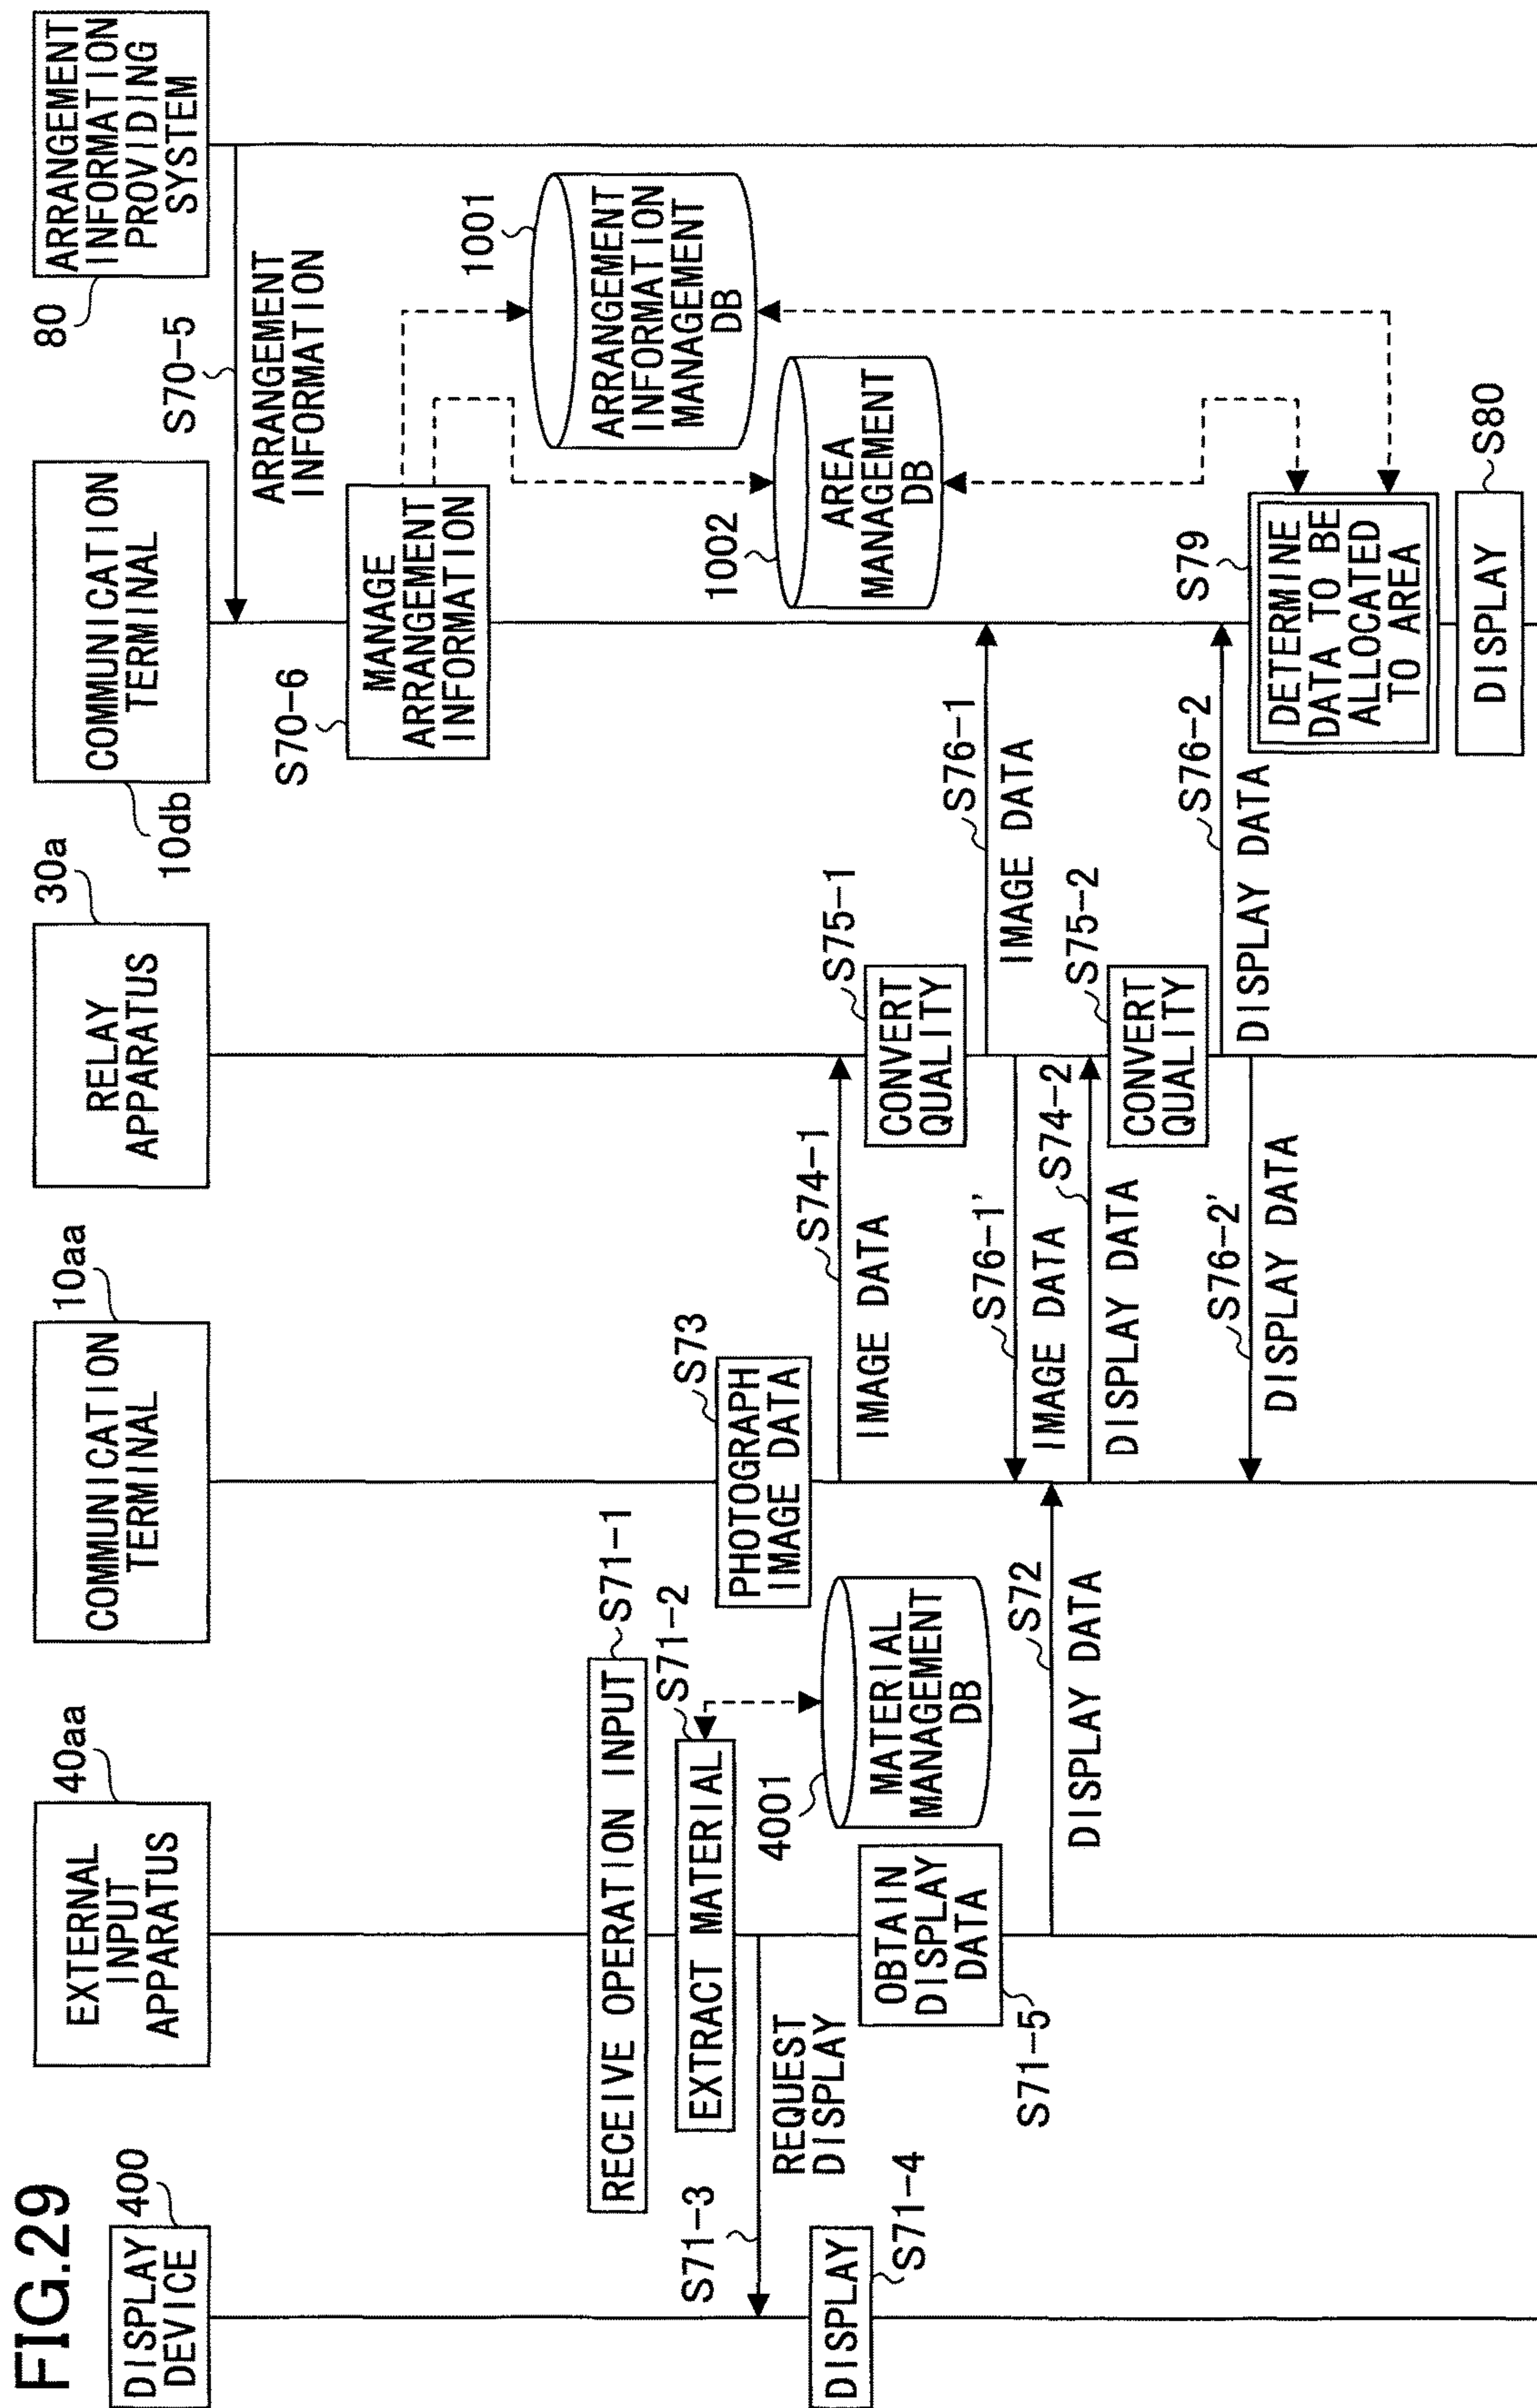 FIG.29
DISPLAY
DEVICE
400
EXTERNAL
INPUT
APPARATUS
40aa
COMMUNICATION
TERMINAL
10aa
RELAY
APPARATUS
30a
COMMUNICATION
TERMINAL
10db
ARRANGEMENT
INFORMATION
PROVIDING
SYSTEM
80
S70-5
ARRANGEMENT
INFORMATION
S70-6
MANAGE
ARRANGEMENT
INFORMATION
1001
ARRANGEMENT
INFORMATION
MANAGEMENT
DB
1002
AREA
MANAGEMENT
DB
RECEIVE OPERATION INPUT
S71-1
EXTRACT MATERIAL
S71-2
S71-3
REQUEST
DISPLAY
DISPLAY
S71-4
4001
MATERIAL
MANAGEMENT
DB
OBTAIN
DISPLAY
DATA
S71-5
S72
DISPLAY DATA
PHOTOGRAPH
IMAGE DATA
S73
S74-1
IMAGE DATA
CONVERT
QUALITY
S75-1
S76-1
IMAGE DATA
S76-1'
IMAGE DATA
S74-2
DISPLAY DATA
CONVERT
QUALITY
S75-2
S76-2
DISPLAY DATA
S76-2'
DISPLAY DATA
S79
DETERMINE
DATA TO BE
ALLOCATED
TO AREA
DISPLAY
S80